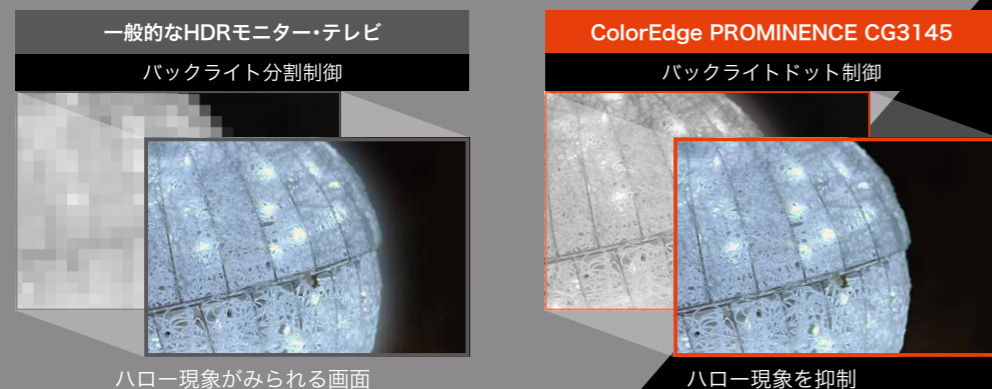 一般的なHDRモニター・テレビ
バックライト分割制御
ハロー現象がみられる画面
ColorEdge PROMINENCE CG3145
バックライトドット制御
ハロー現象を抑制